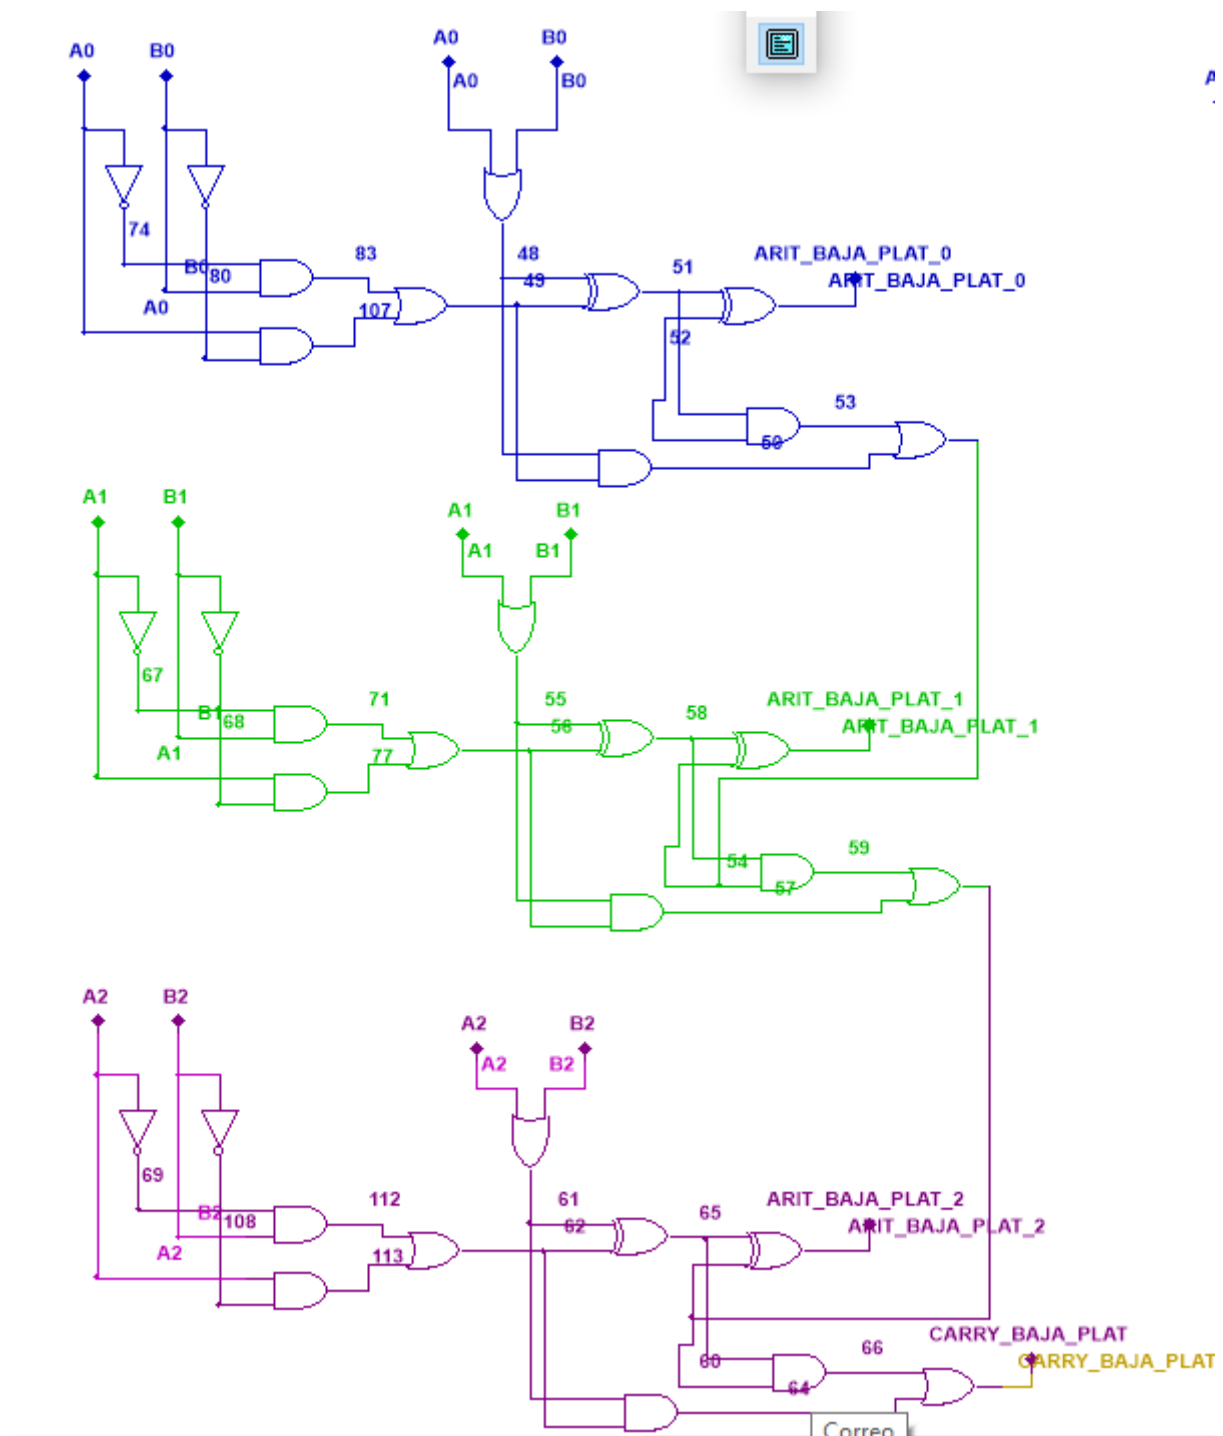 A0 B0
A0 B0
A0 B0
74
B0 80
A0
83
107
48
49
51
52
ARIT_BAJA_PLAT_0
ARIT_BAJA_PLAT_0
53
50
A1 B1
A1 B1
A1 B1
67
B1 68
A1
71
77
55
56
58
ARIT_BAJA_PLAT_1
ARIT_BAJA_PLAT_1
54
57
59
A2 B2
A2 B2
A2 B2
69
B2 108
A2
112
113
61
62
65
ARIT_BAJA_PLAT_2
ARIT_BAJA_PLAT_2
60
64
66
CARRY_BAJA_PLAT
CARRY_BAJA_PLAT
Correo